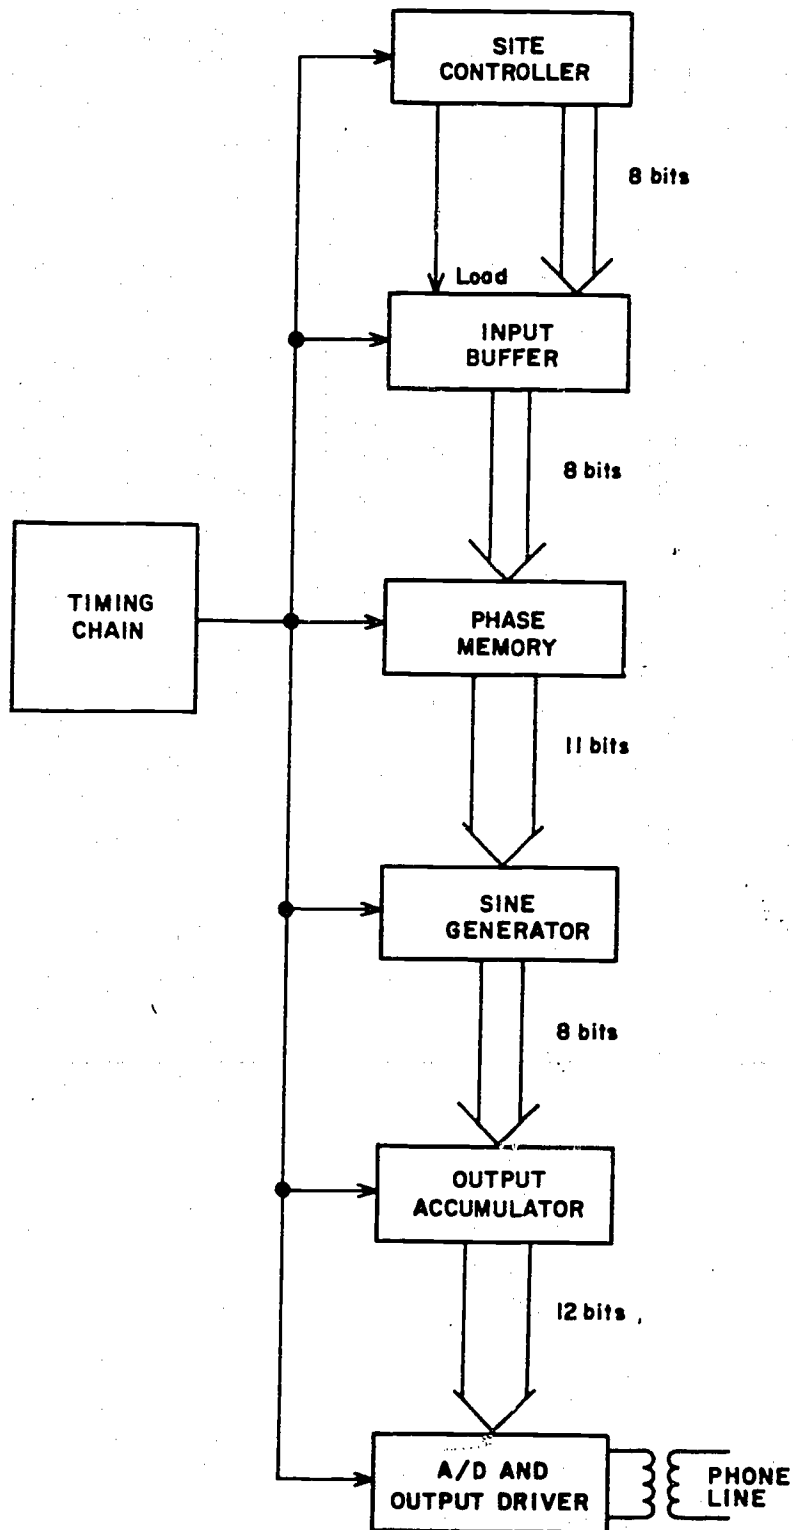 SITE
CONTROLLER
8 bits
Load
INPUT
BUFFER
8 bits
TIMING
CHAIN
PHASE
MEMORY
11 bits
SINE
GENERATOR
8 bits
OUTPUT
ACCUMULATOR
12 bits
A/D AND
OUTPUT DRIVER
PHONE
LINE